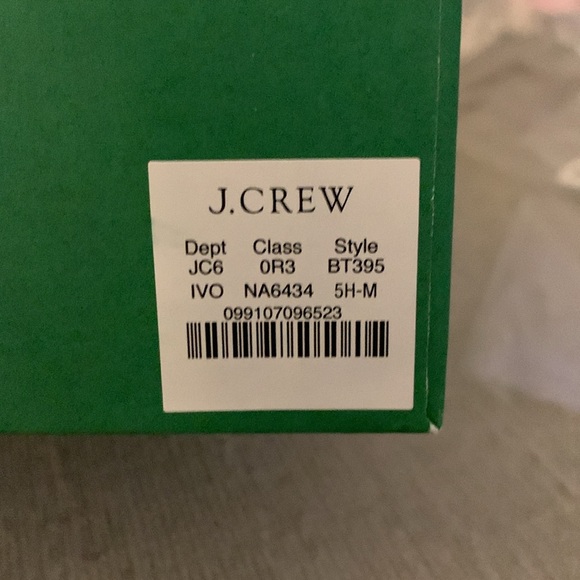 J.CREW
Dept Class Style
JC6 0R3 BT395
IVO NA6434 5H-M
099107096523